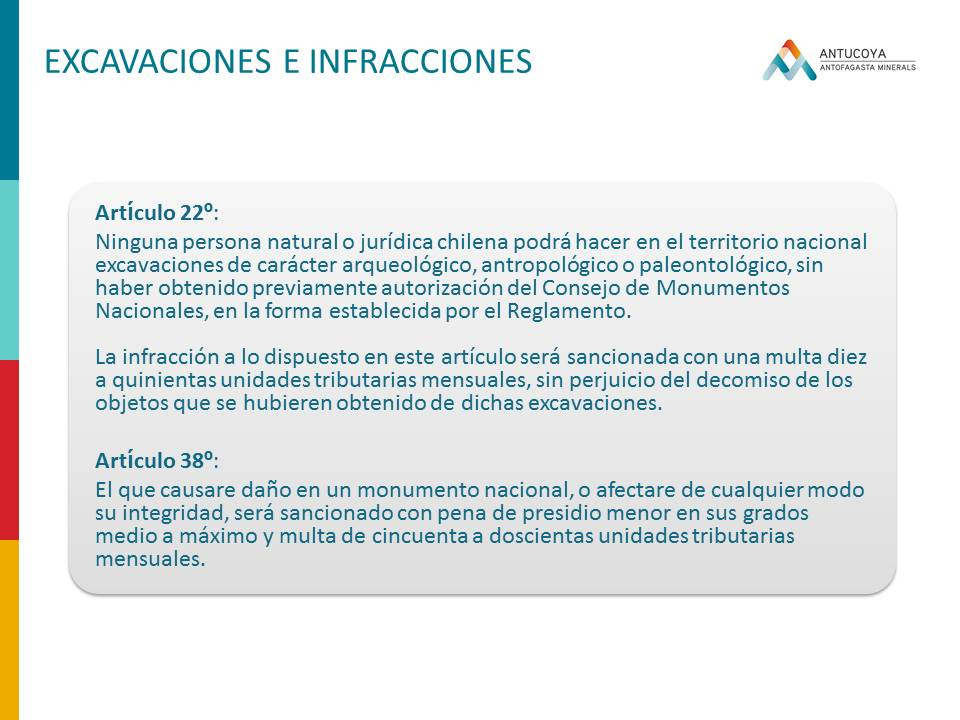 EXCAVACIONES E INFRACCIONES
ANTUCOYA
ANTOFAGASTA MINERALS
Artículo 22º:
Ninguna persona natural o jurídica chilena podrá hacer en el territorio nacional
excavaciones de carácter arqueológico, antropológico o paleontológico, sin
haber obtenido previamente autorización del Consejo de Monumentos
Nacionales, en la forma establecida por el Reglamento.
La infracción a lo dispuesto en este artículo será sancionada con una multa diez
a quinientas unidades tributarias mensuales, sin perjuicio del decomiso de los
objetos que se hubieren obtenido de dichas excavaciones.
Artículo 38º:
El que causare daño en un monumento nacional, o afectare de cualquier modo
su integridad, será sancionado con pena de presidio menor en sus grados
medio a máximo y multa de cincuenta a doscientas unidades tributarias
mensuales.